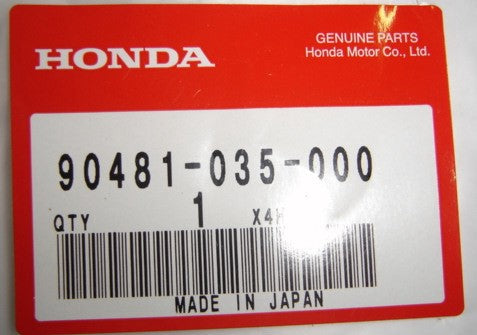 HONDA
GENUINE PARTS
Honda Motor Co., Ltd.
90481-035-000
QTY 1
MADE IN JAPAN